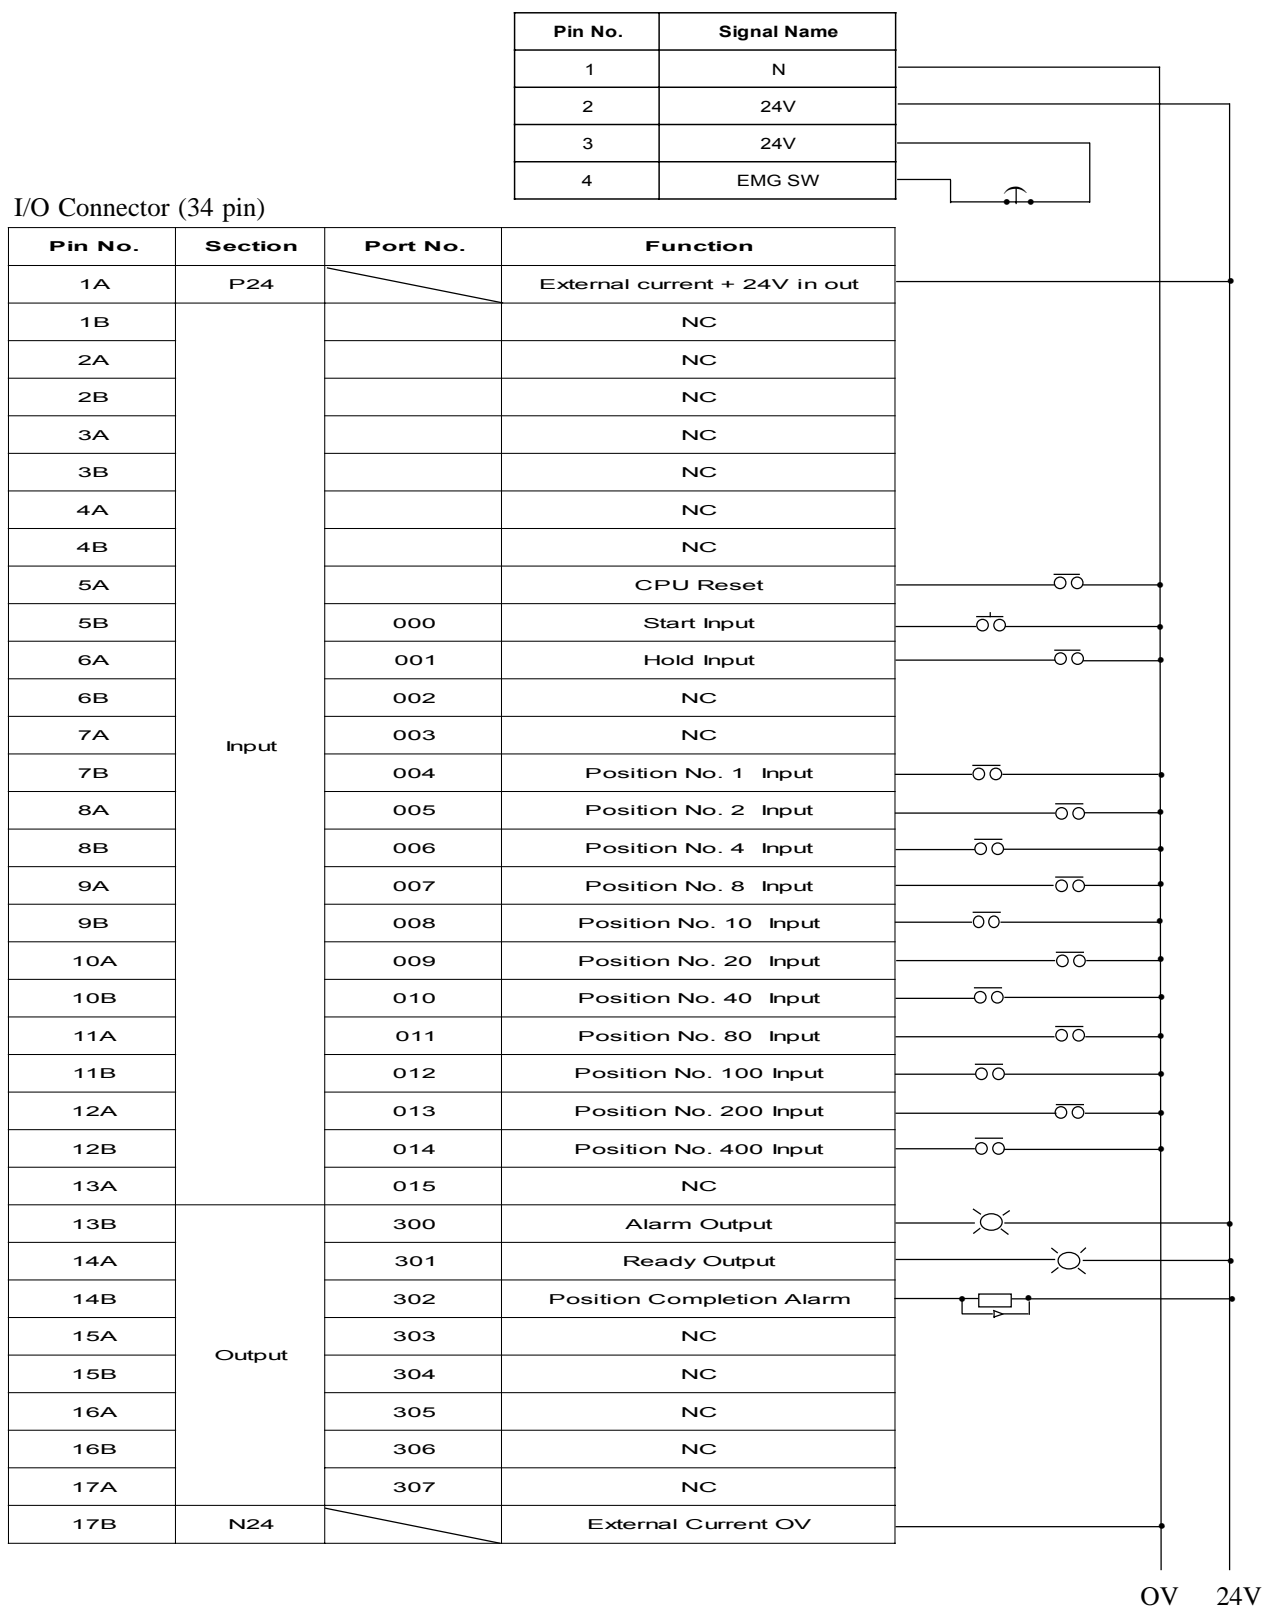 Pin No. Signal Name
1 N
2 24V
3 24V
4 EMG SW
I/O Connector (34 pin)
Pin No. Section Port No. Function
1A P24 External current + 24V in out
1B NC
2A NC
2B NC
3A NC
3B NC
4A NC
4B NC
5A CPU Reset
5B 000 Start Input
6A 001 Hold Input
6B 002 NC
7A 003 NC
Input
7B 004 Position No. 1 Input
8A 005 Position No. 2 Input
8B 006 Position No. 4 Input
9A 007 Position No. 8 Input
9B 008 Position No. 10 Input
10A 009 Position No. 20 Input
10B 010 Position No. 40 Input
11A 011 Position No. 80 Input
11B 012 Position No. 100 Input
12A 013 Position No. 200 Input
12B 014 Position No. 400 Input
13A 015 NC
13B 300 Alarm Output
14A 301 Ready Output
14B 302 Position Completion Alarm
15A 303 NC
Output
15B 304 NC
16A 305 NC
16B 306 NC
17A 307 NC
17B N24 External Current OV
OV 24V